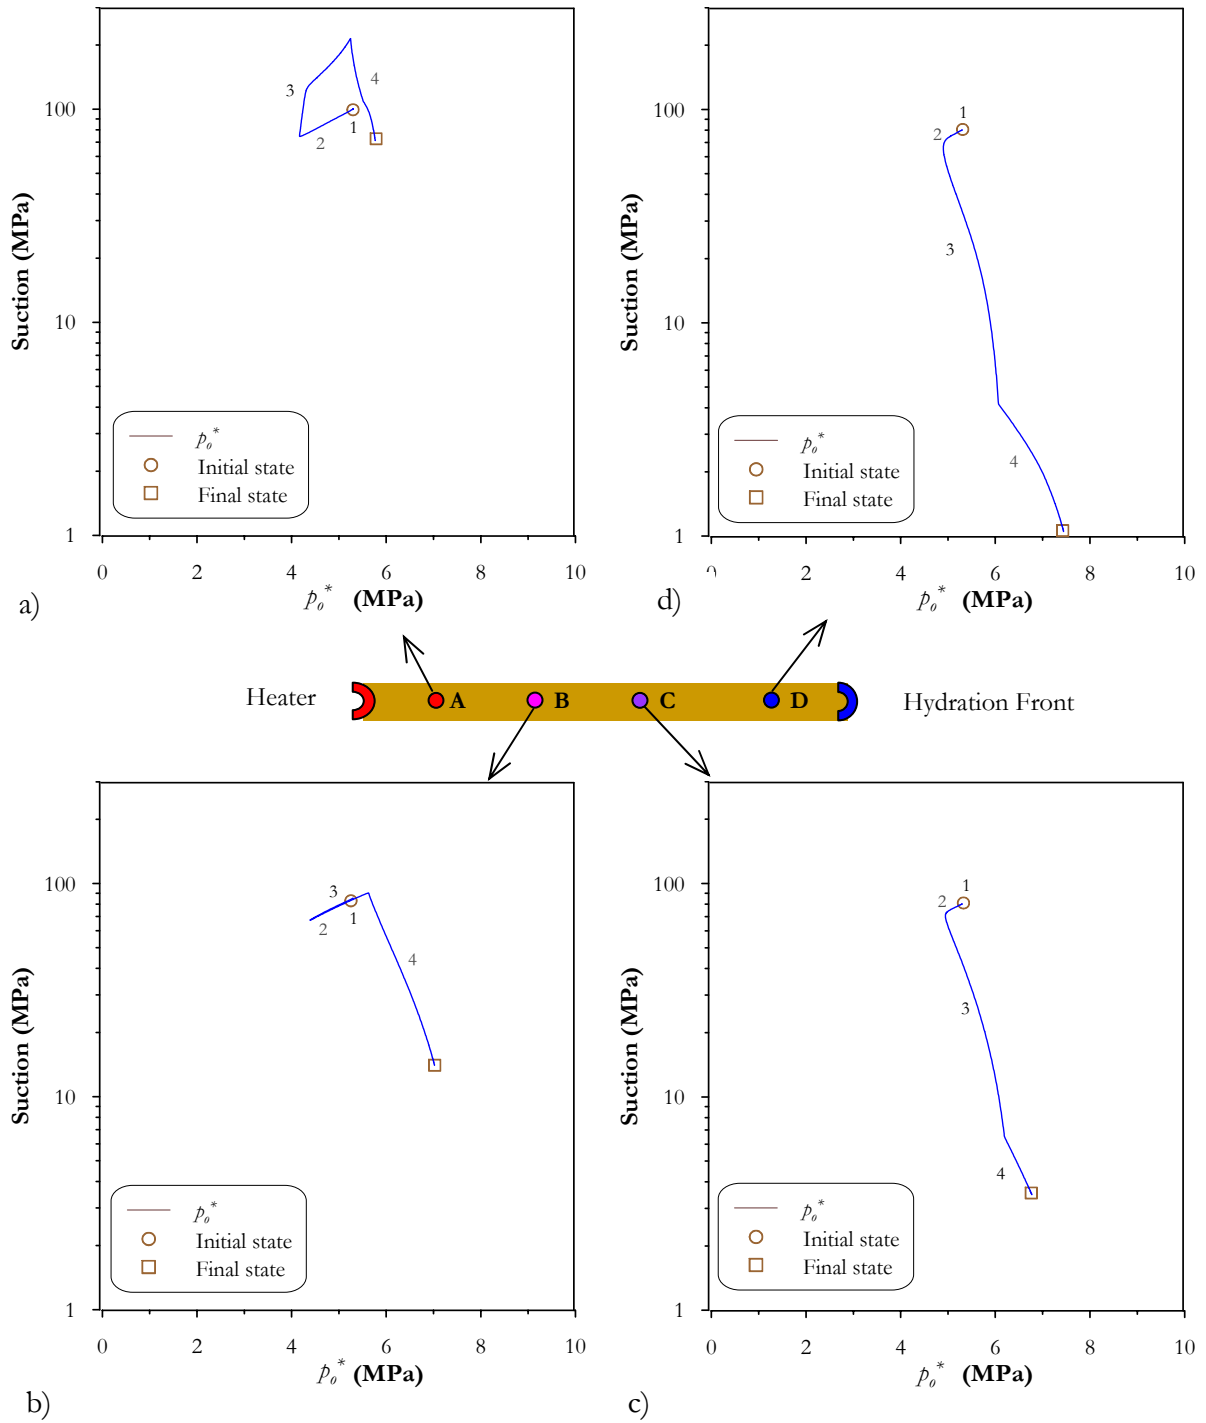 Suction (MPa)
100
10
1
3
4
1
2
p₀*
Initial state
Final state
0 2 4 6 8 10
p₀* (MPa)
a)
Suction (MPa)
100
10
1
1
2
3
4
p₀*
Initial state
Final state
2 4 6 8 10
p₀* (MPa)
d)
Heater
A
B
C
D
Hydration Front
Suction (MPa)
100
10
1
3
1
2
4
p₀*
Initial state
Final state
0 2 4 6 8 10
p₀* (MPa)
b)
Suction (MPa)
100
10
1
1
2
3
4
p₀*
Initial state
Final state
0 2 4 6 8 10
p₀* (MPa)
c)